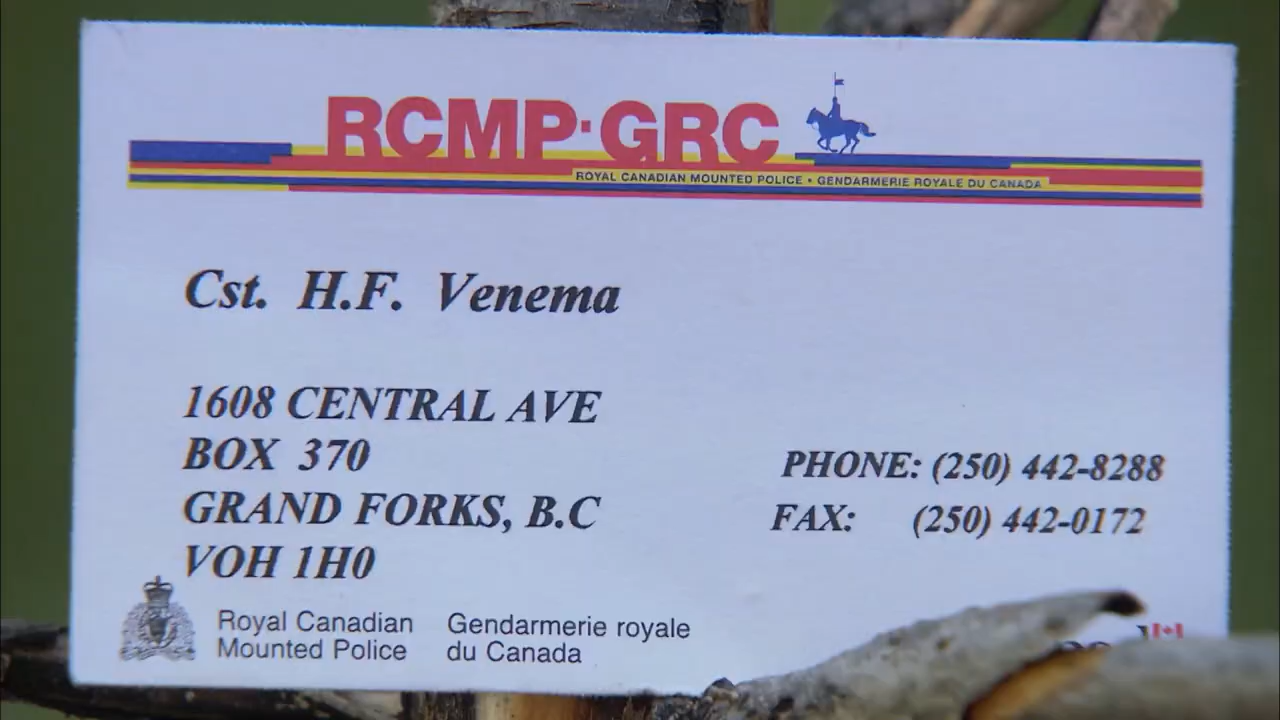 RCMP·GRC
ROYAL CANADIAN MOUNTED POLICE • GENDARMERIE ROYALE DU CANADA
Cst. H.F. Venema
1608 CENTRAL AVE
BOX 370
GRAND FORKS, B.C
VOH 1H0
PHONE: (250) 442-8288
FAX: (250) 442-0172
Royal Canadian Mounted Police
Gendarmerie royale du Canada